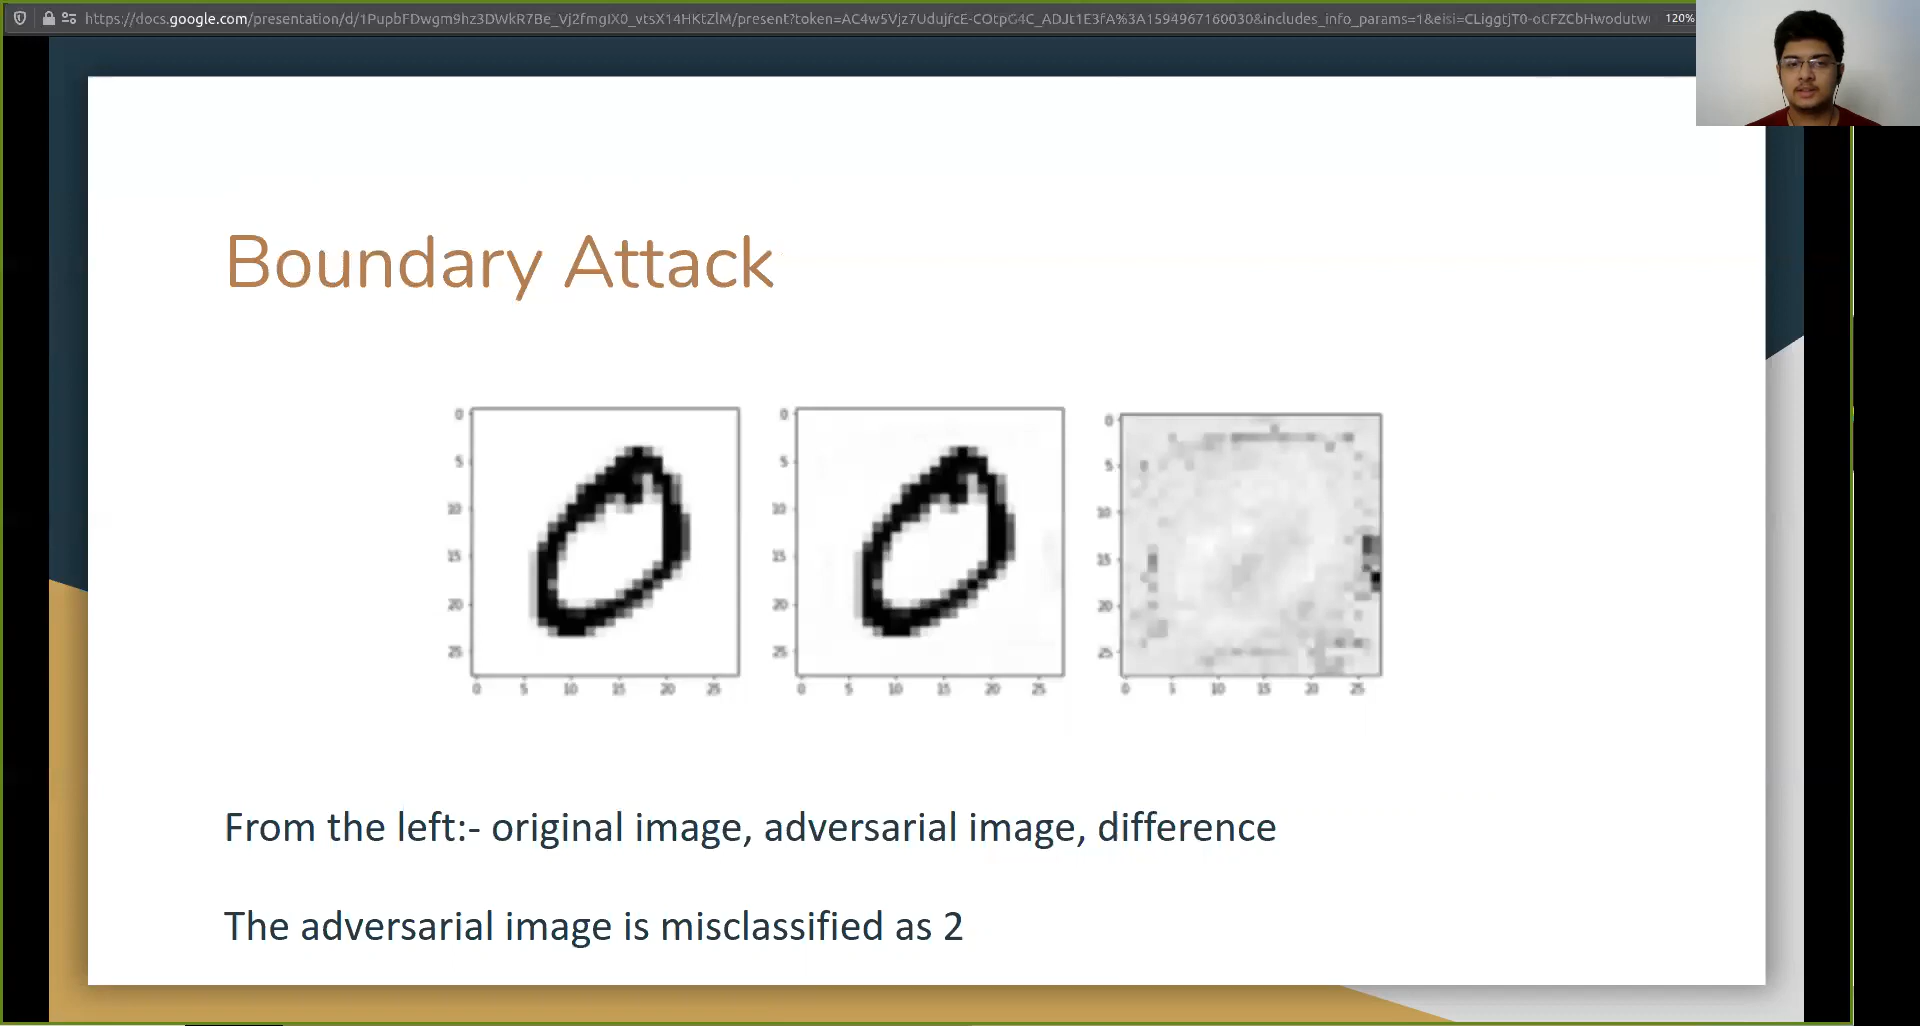 https://docs.google.com/presentation/d/1PupbFDwgm9hz3DWkR7Be_Vj2fmgIX0_vtsX14HKtZlM/present?token=AC4w5Vjz7UdujfcE-COtpG4C_ADJt1E3fA%3A1594967160030&includes_info_params=1&eisi=CLiggtjT0-oCFZCbHwodutw 120%
Boundary Attack
0 5 10 15 20 25
0 5 10 15 20 25
0 5 10 15 20 25
0 5 10 15 20 25
0 5 10 15 20 25
0 5 10 15 20 25
From the left:- original image, adversarial image, difference
The adversarial image is misclassified as 2